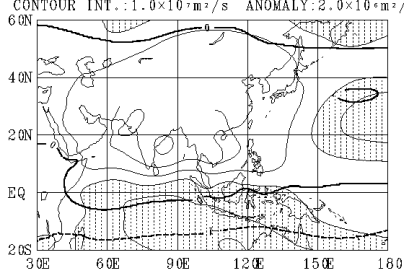 CONTOUR INT.:1.0×10⁷m²/s ANOMALY:2.0×10⁶m²/
60N
0
40N
20N
EQ
20S
30E 60E 90E 120E 150E 180